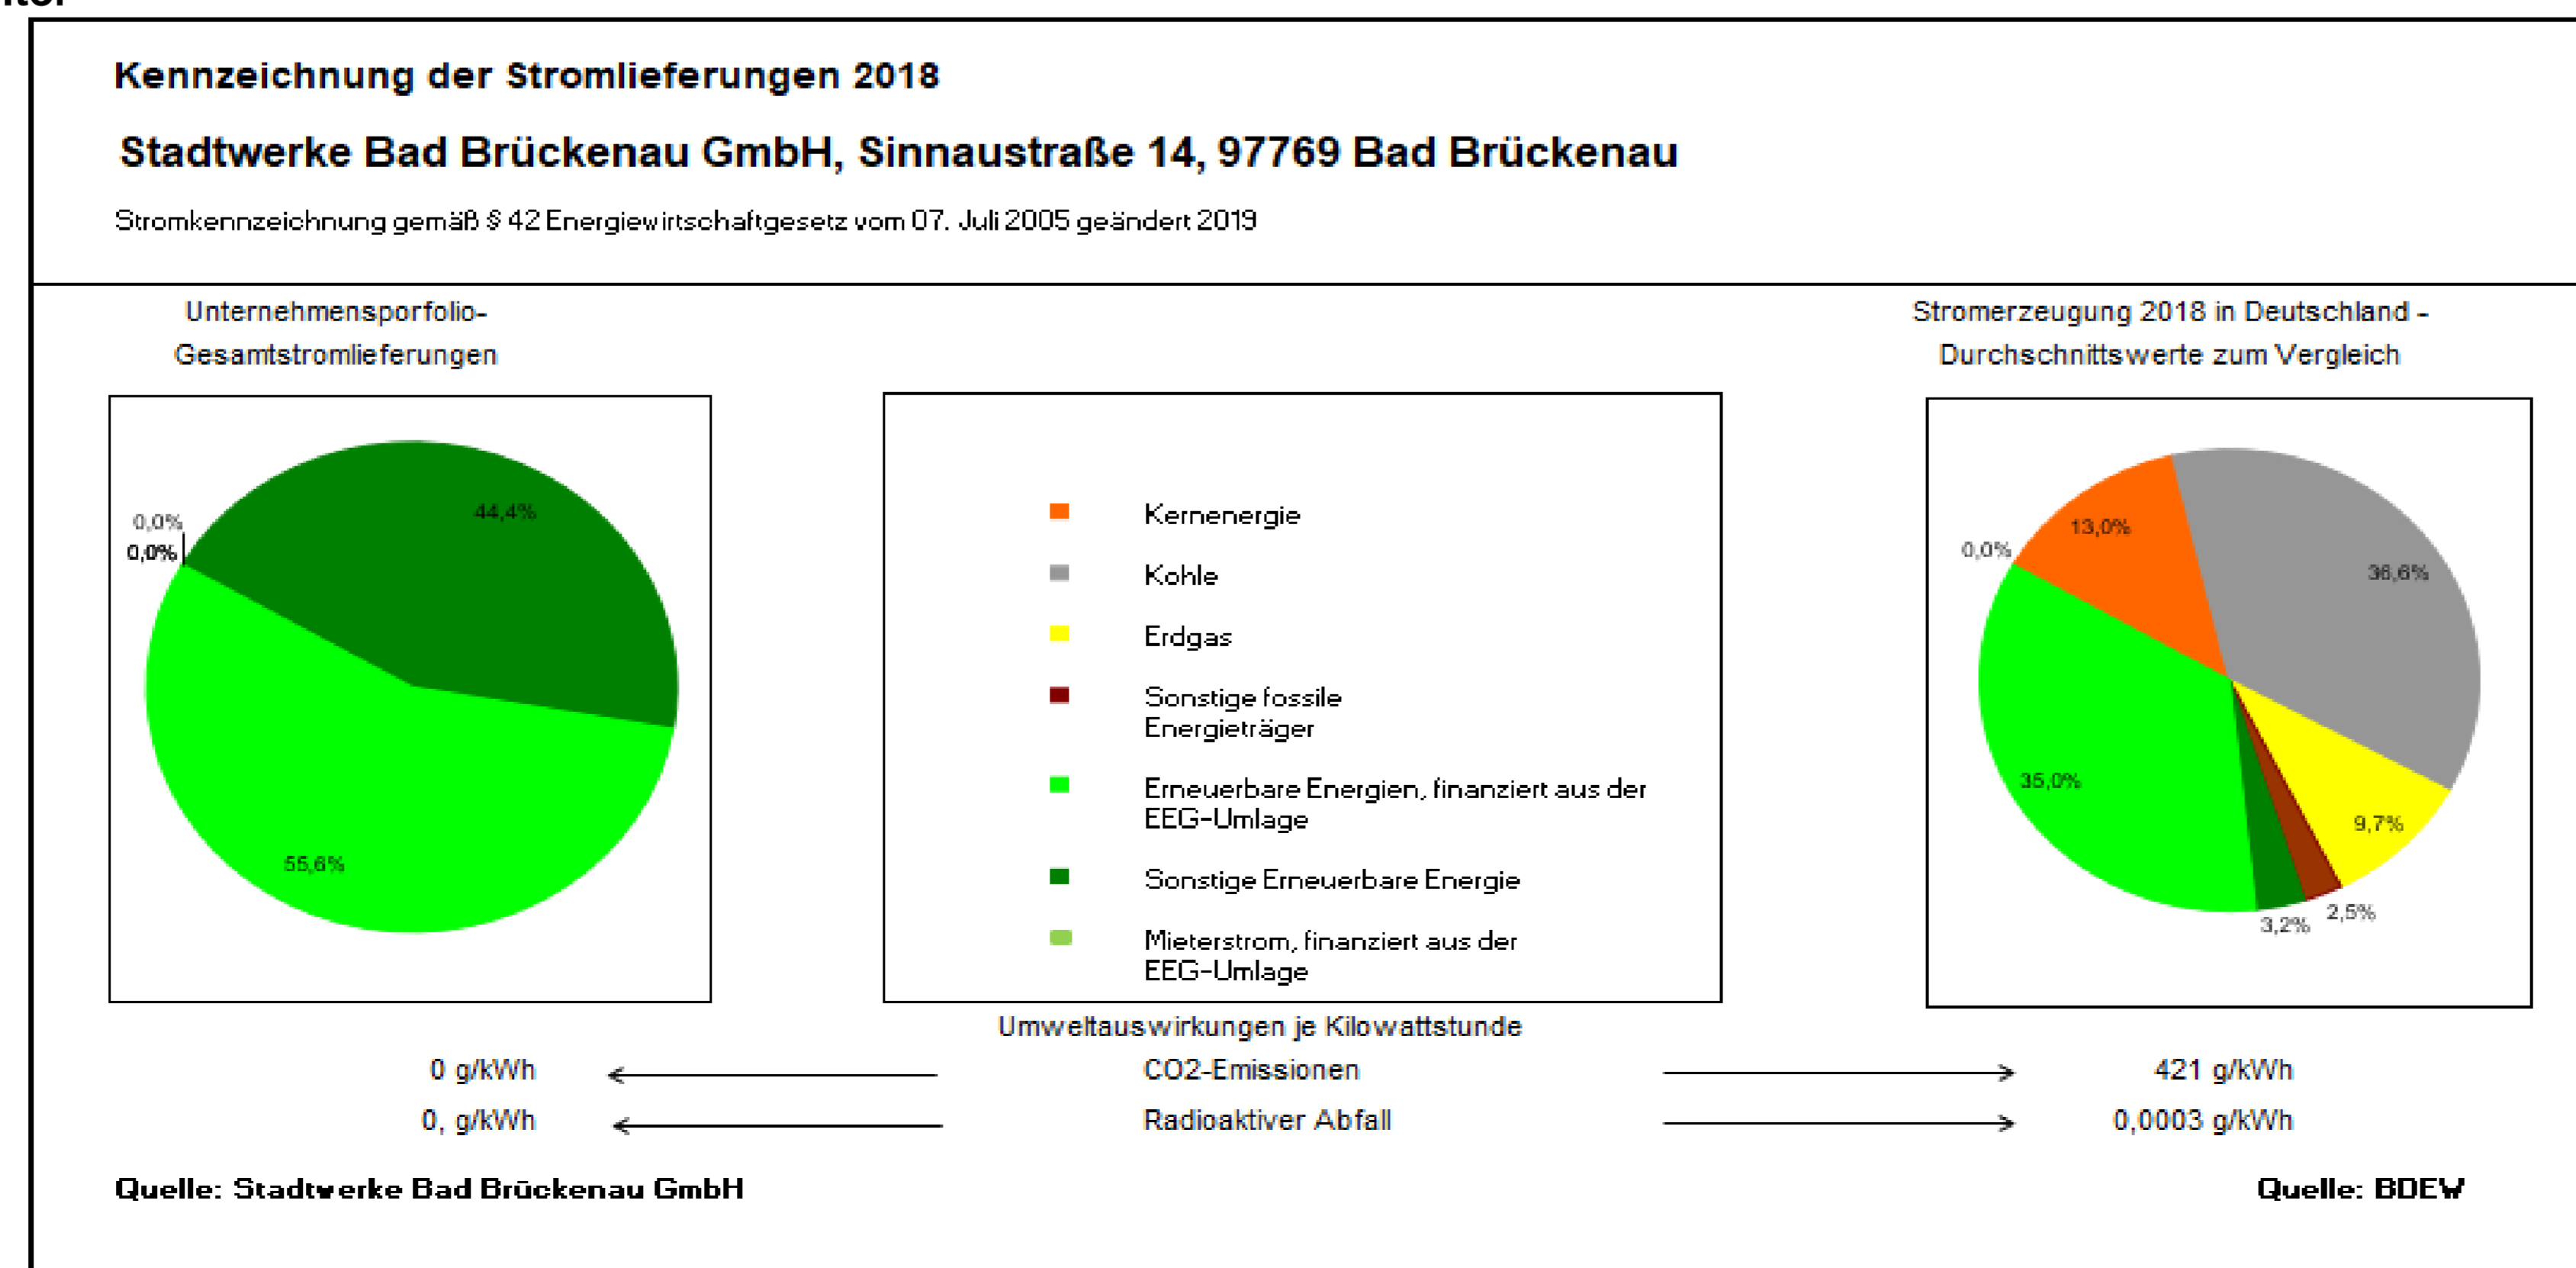 Kennzeichnung der Stromlieferungen 2018
Stadtwerke Bad Brückenau GmbH, Sinnaustraße 14, 97769 Bad Brückenau
Stromkennzeichnung gemäß § 42 Energiewirtschaftgesetz vom 07. Juli 2005 geändert 2019
Unternehmensporfolio-
Gesamtstromlieferungen
44,4%
0,0%
0,0%
55,6%
Kernenergie
Kohle
Erdgas
Sonstige fossile
Energieträger
Erneuerbare Energien, finanziert aus der
EEG-Umlage
Sonstige Erneuerbare Energie
Mieterstrom, finanziert aus der
EEG-Umlage
Stromerzeugung 2018 in Deutschland -
Durchschnittswerte zum Vergleich
13,0%
0,0%
36,6%
35,0%
9,7%
2,5%
3,2%
Umweltauswirkungen je Kilowattstunde
0 g/kWh CO2-Emissionen 421 g/kWh
0, g/kWh Radioaktiver Abfall 0,0003 g/kWh
Quelle: Stadtwerke Bad Brückenau GmbH Quelle: BDEW